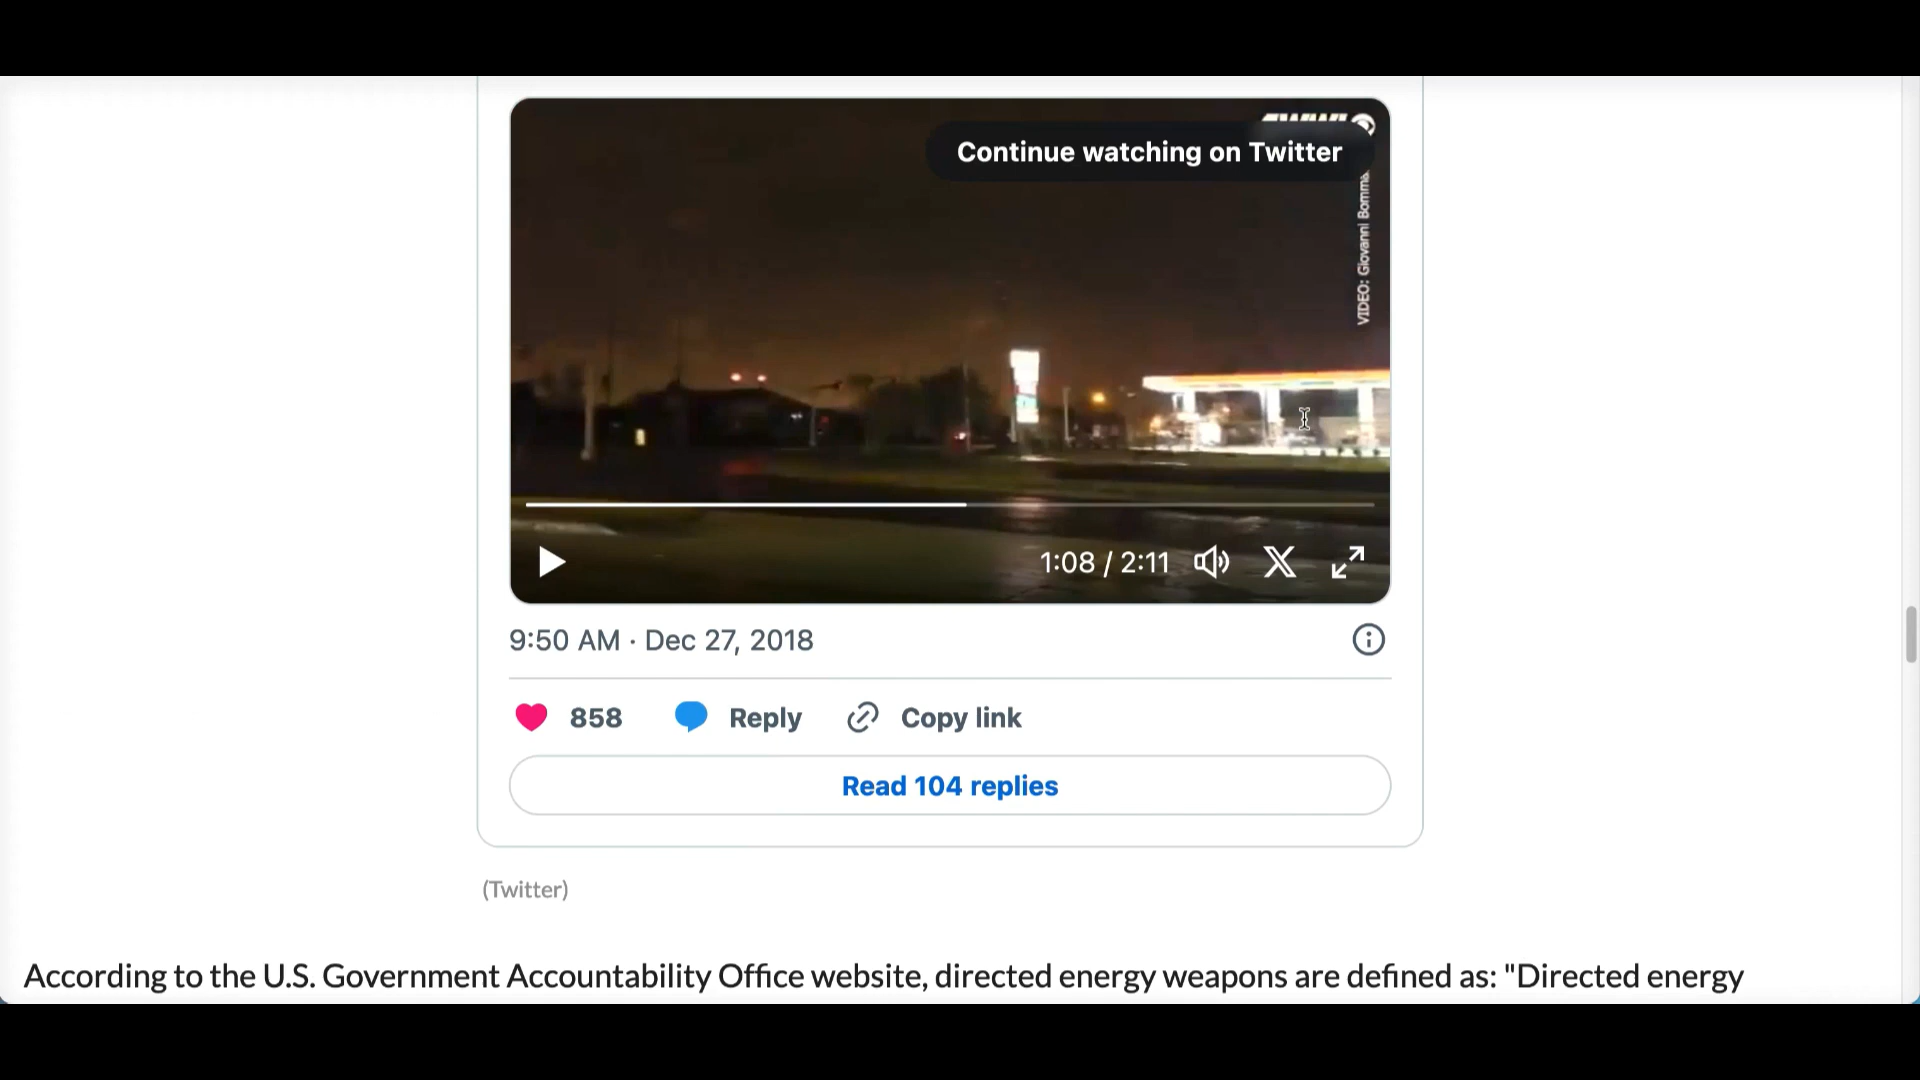 4WWL
Continue watching on Twitter
VIDEO: Giovanni Bomma
1:08 / 2:11
9:50 AM · Dec 27, 2018
858 Reply Copy link
Read 104 replies
(Twitter)
According to the U.S. Government Accountability Office website, directed energy weapons are defined as: "Directed energy